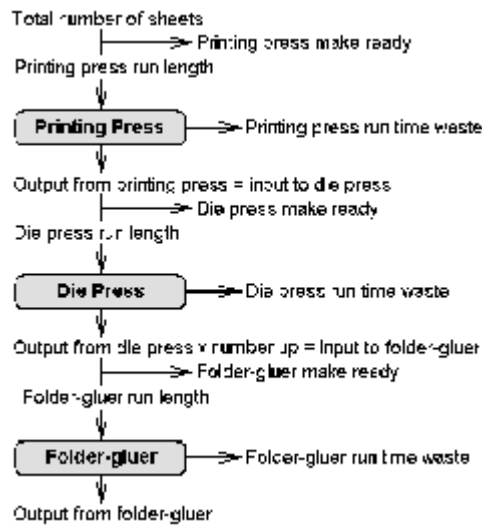 Total number of sheets
Printing press make ready
Printing press run length
Printing Press
Printing press run time waste
Output from printing press = input to die press
Die press make ready
Die press run length
Die Press
Die press run time waste
Output from die press x number up = Input to folder-gluer
Folder-gluer make ready
Folder-gluer run length
Folder-gluer
Folder-gluer run time waste
Output from folder-gluer